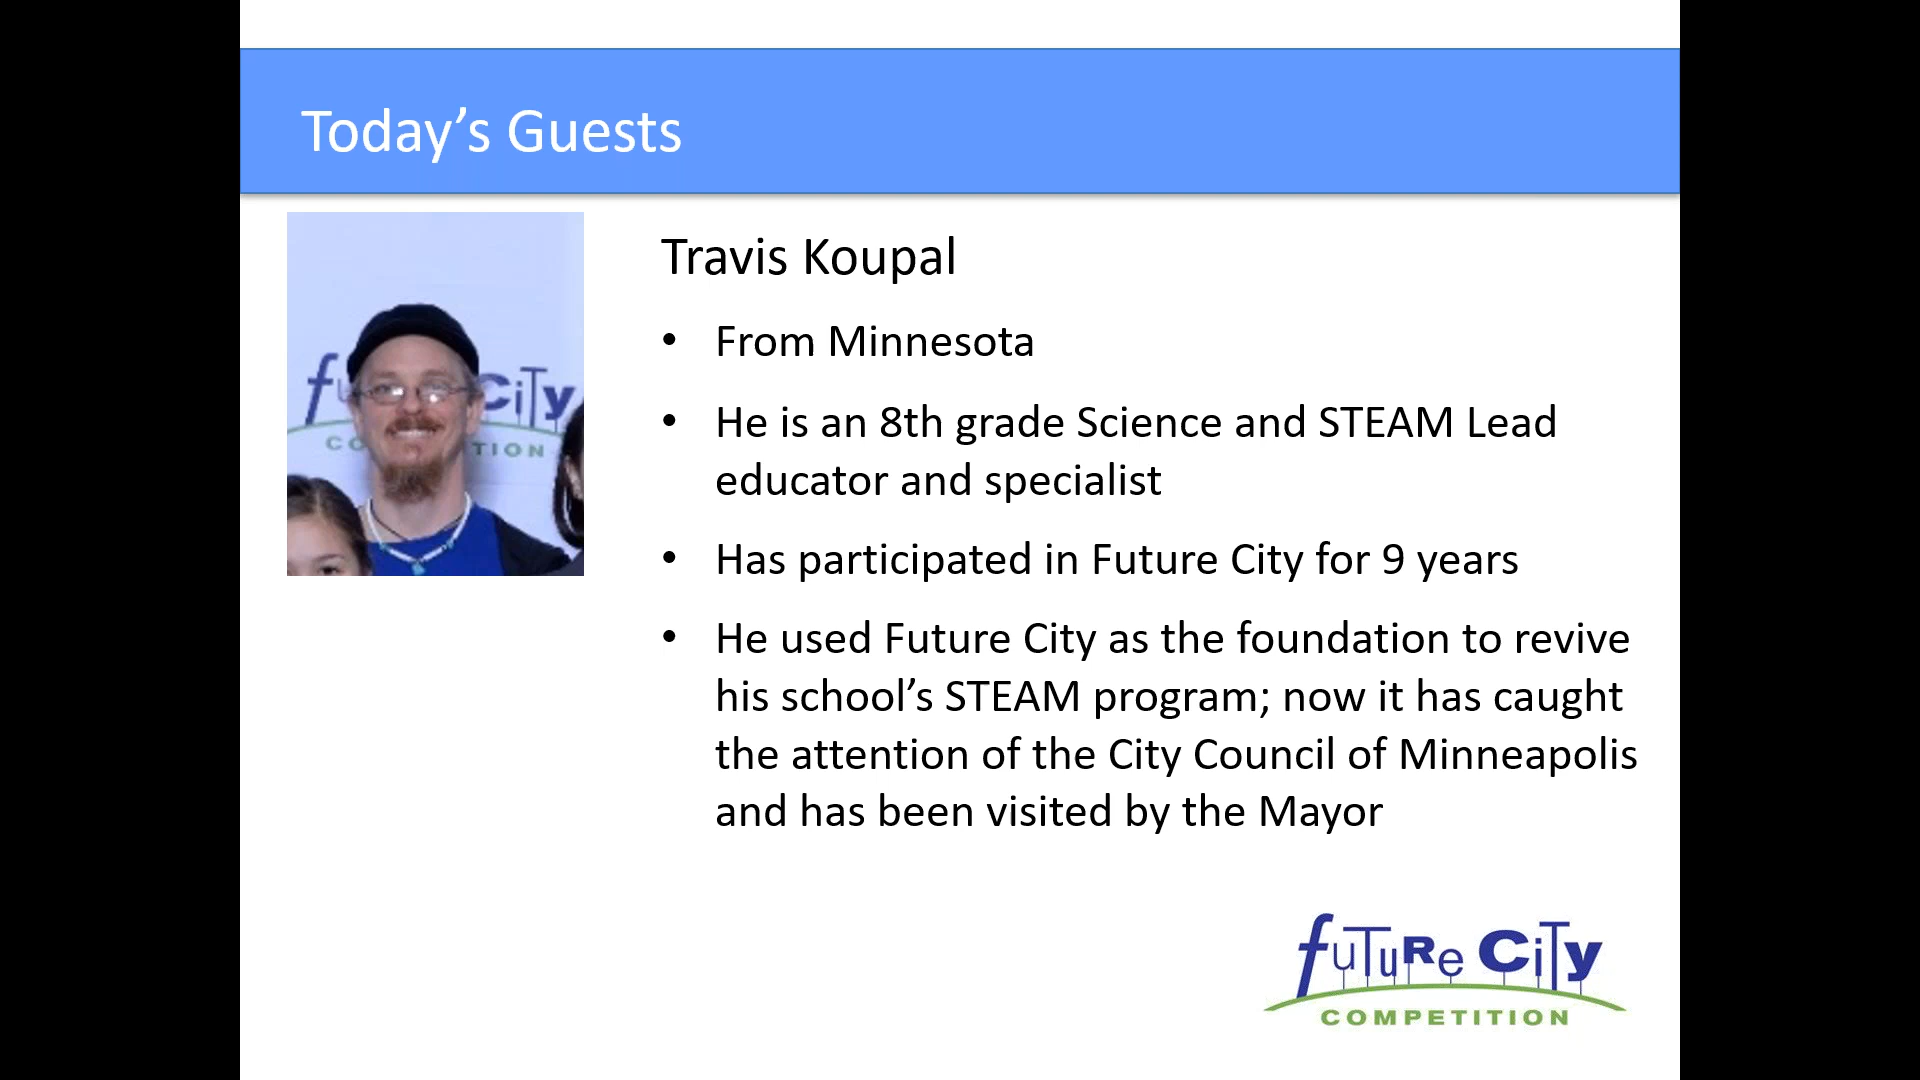 Today’s Guests
Travis Koupal
• From Minnesota
• He is an 8th grade Science and STEAM Lead
educator and specialist
• Has participated in Future City for 9 years
• He used Future City as the foundation to revive
his school’s STEAM program; now it has caught
the attention of the City Council of Minneapolis
and has been visited by the Mayor
fuTuRe CiTy
COMPETITION